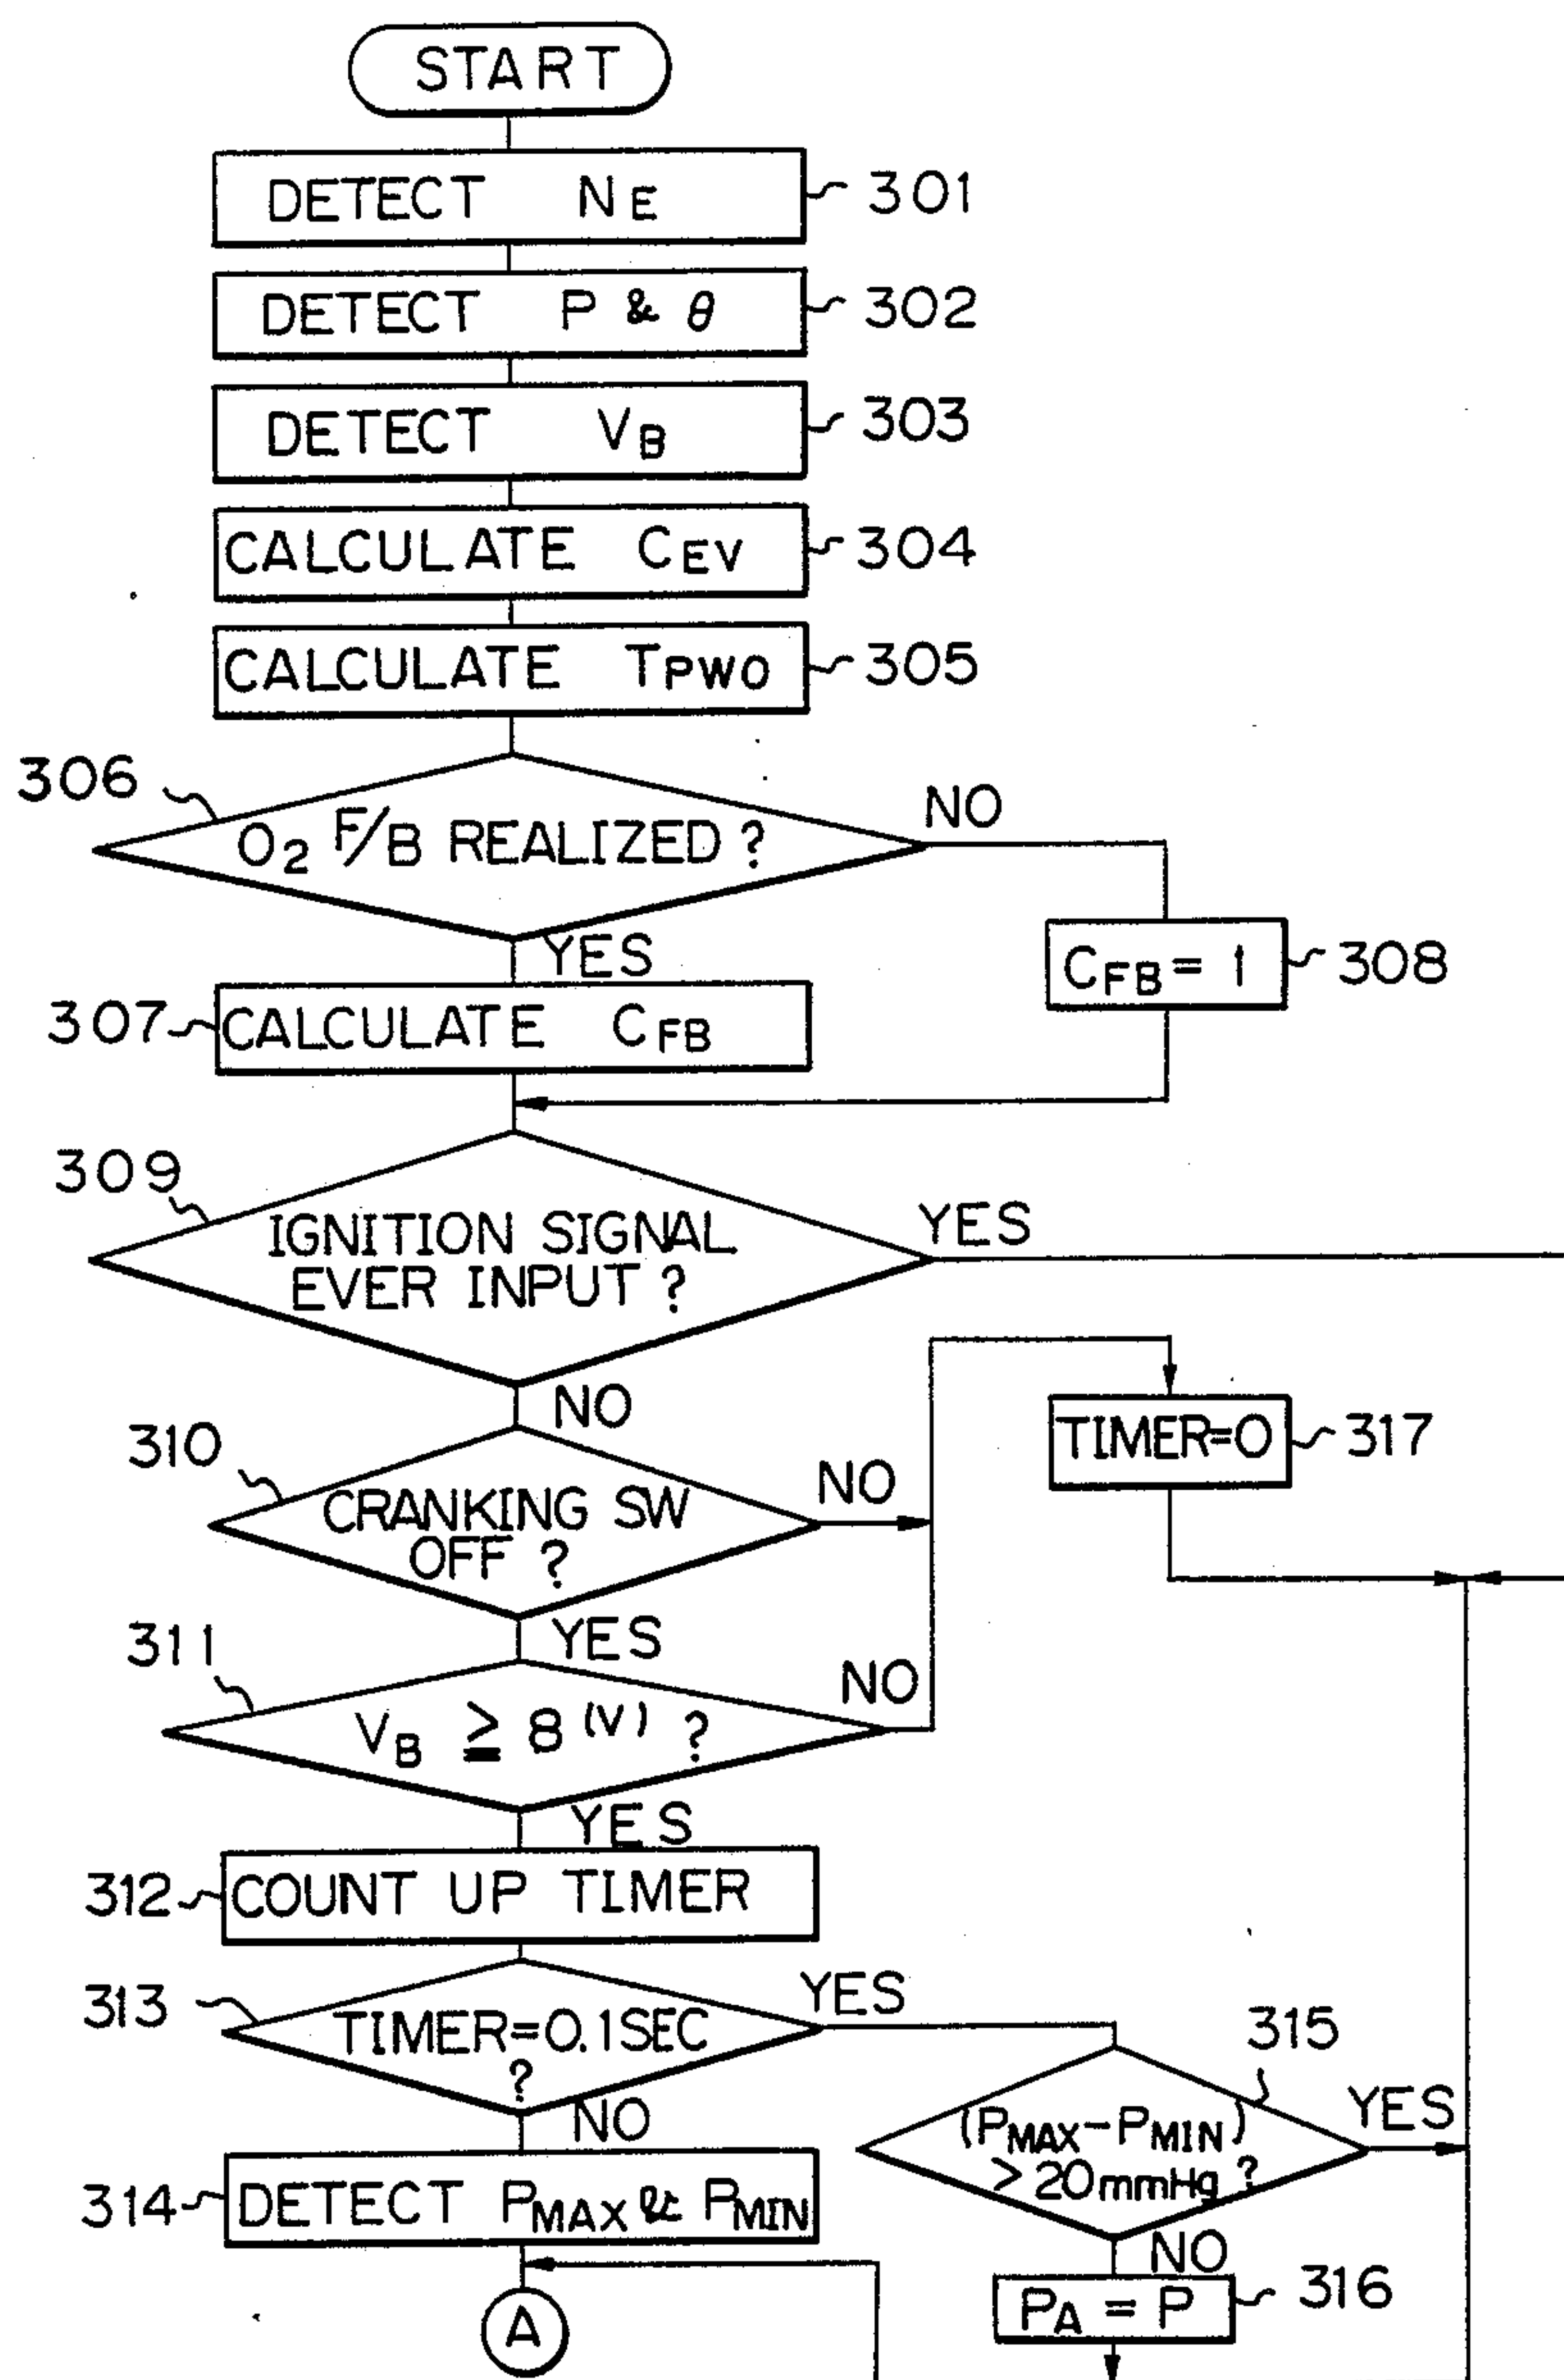 START
DETECT NE
301
DETECT P & θ
302
DETECT VB
303
CALCULATE CEV
304
CALCULATE TPWO
305
306
O2 F/B REALIZED ?
NO
YES
CFB = 1
308
307
CALCULATE CFB
309
IGNITION SIGNAL
EVER INPUT ?
YES
NO
TIMER=0
317
310
CRANKING SW
OFF ?
NO
YES
311
VB ≧ 8 (V) ?
NO
YES
312
COUNT UP TIMER
313
TIMER=0.1SEC
?
YES
NO
315
(PMAX-PMIN)
> 20mmHg ?
YES
NO
314
DETECT PMAX & PMIN
316
PA = P
A